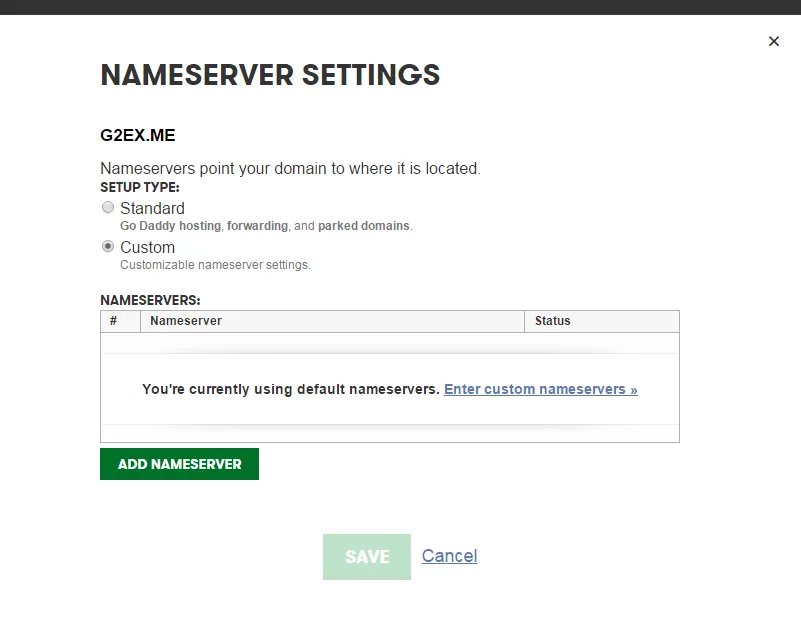 ×
NAMESERVER SETTINGS
G2EX.ME
Nameservers point your domain to where it is located.
SETUP TYPE:
Standard
Go Daddy hosting, forwarding, and parked domains.
Custom
Customizable nameserver settings.
NAMESERVERS:
# Nameserver Status
You're currently using default nameservers. Enter custom nameservers »
ADD NAMESERVER
SAVE Cancel